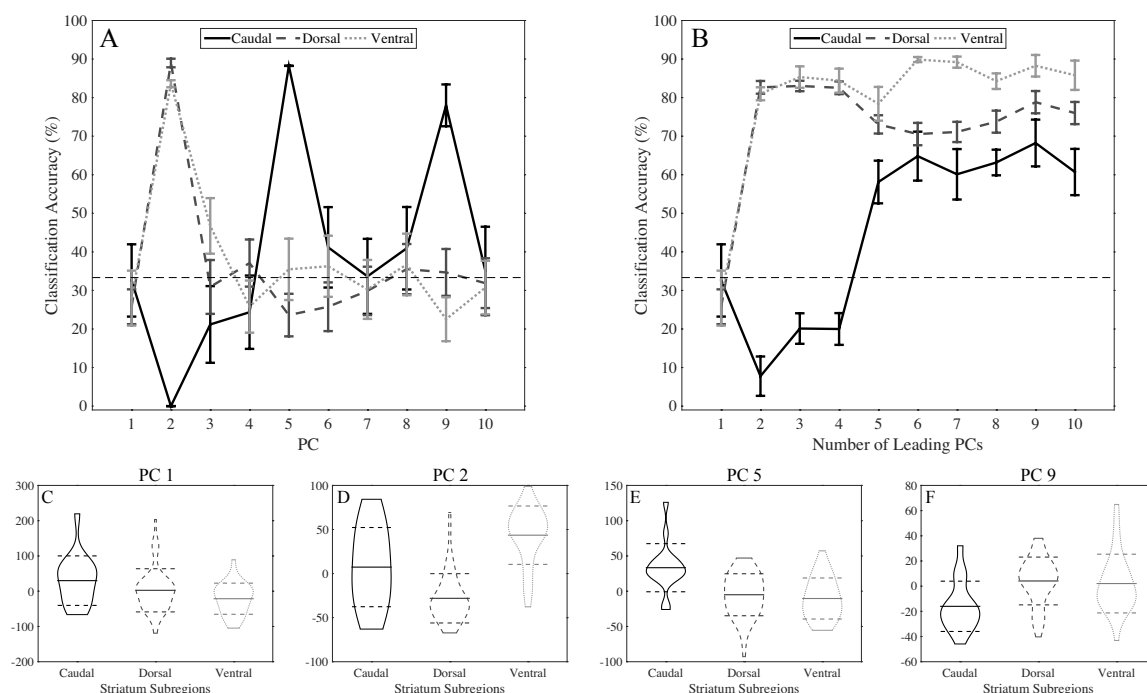 A
Caudal Dorsal Ventral
Classification Accuracy (%)
100
90
80
70
60
50
40
30
20
10
0
1 2 3 4 5 6 7 8 9 10
PC
B
Caudal Dorsal Ventral
Classification Accuracy (%)
100
90
80
70
60
50
40
30
20
10
0
1 2 3 4 5 6 7 8 9 10
Number of Leading PCs
PC 1
C
300
200
100
0
-100
-200
Caudal Dorsal Ventral
Striatum Subregions
PC 2
D
100
50
0
-50
-100
Caudal Dorsal Ventral
Striatum Subregions
PC 5
E
150
100
50
0
-50
-100
Caudal Dorsal Ventral
Striatum Subregions
PC 9
F
80
60
40
20
0
-20
-40
-60
Caudal Dorsal Ventral
Striatum Subregions